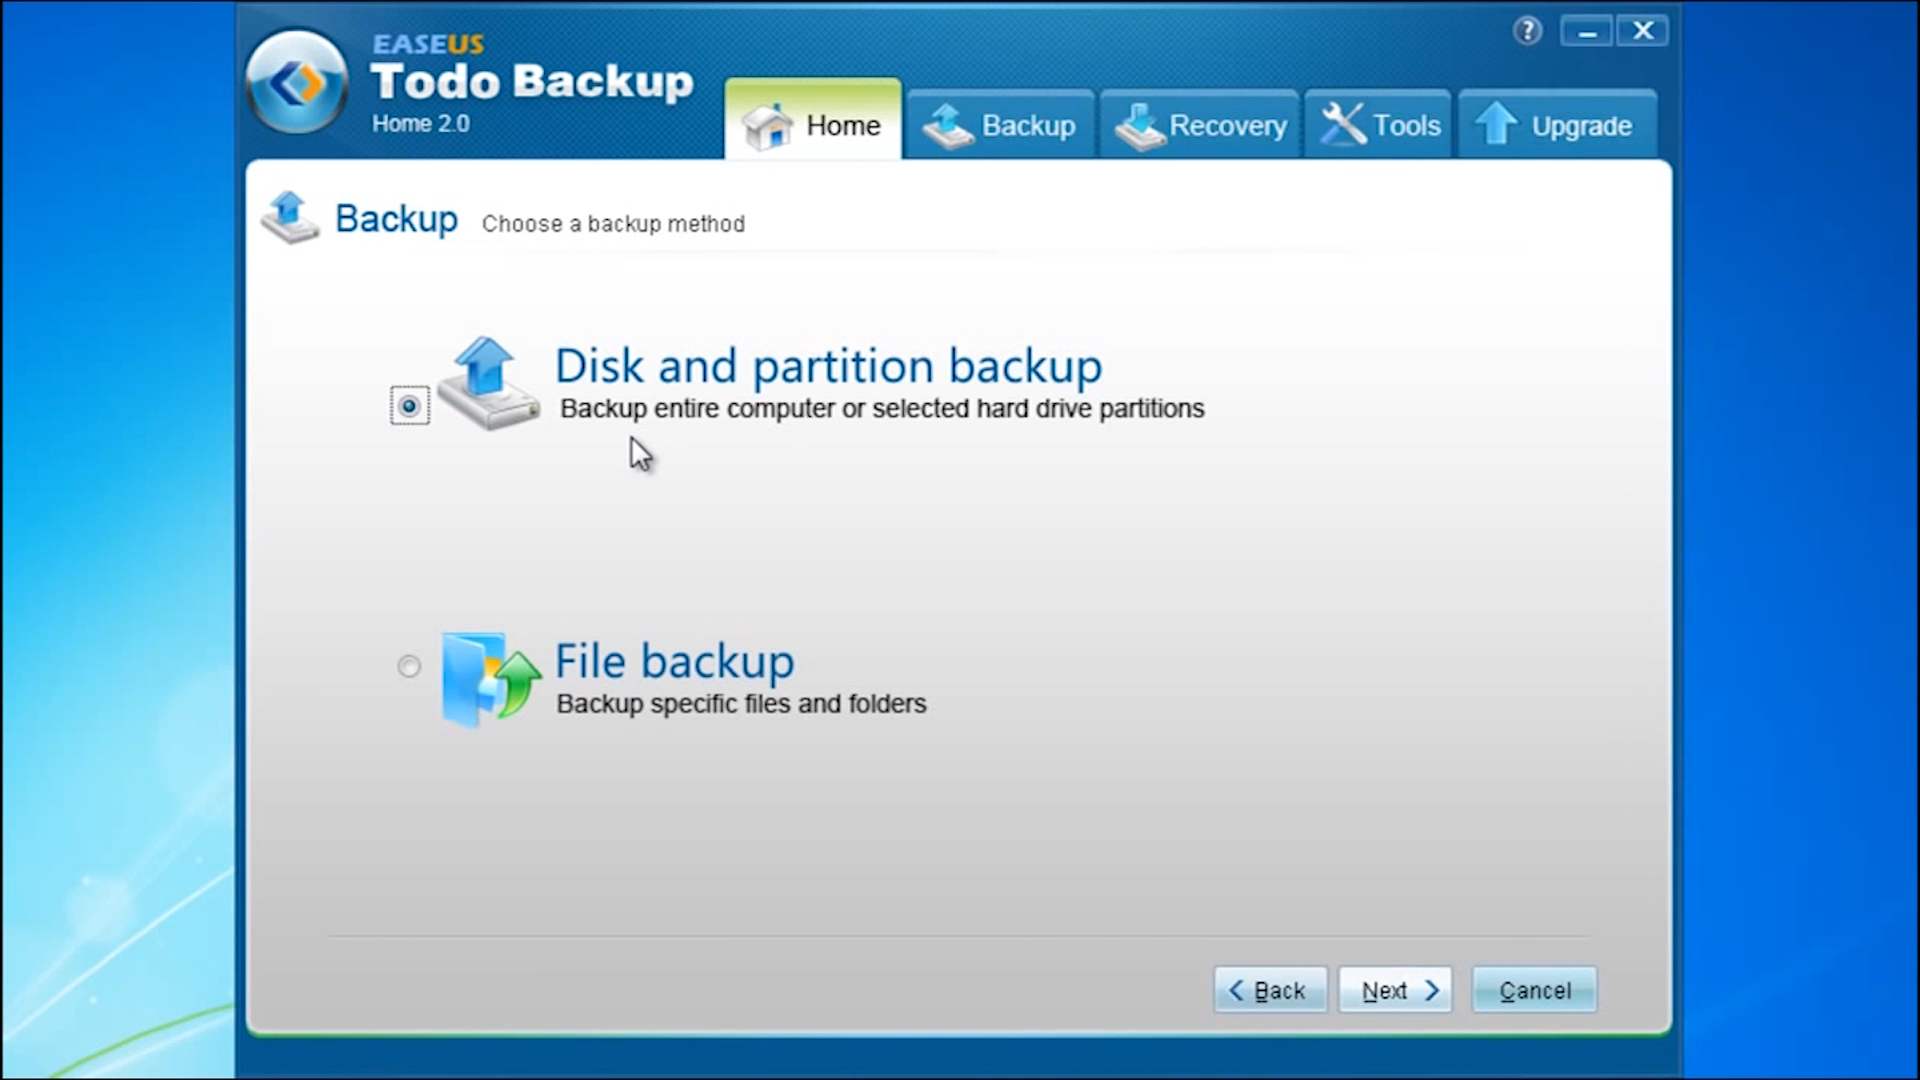 EASEUS
Todo Backup
Home 2.0
Home
Backup
Recovery
Tools
Upgrade
Backup Choose a backup method
Disk and partition backup
Backup entire computer or selected hard drive partitions
File backup
Backup specific files and folders
Back
Next
Cancel